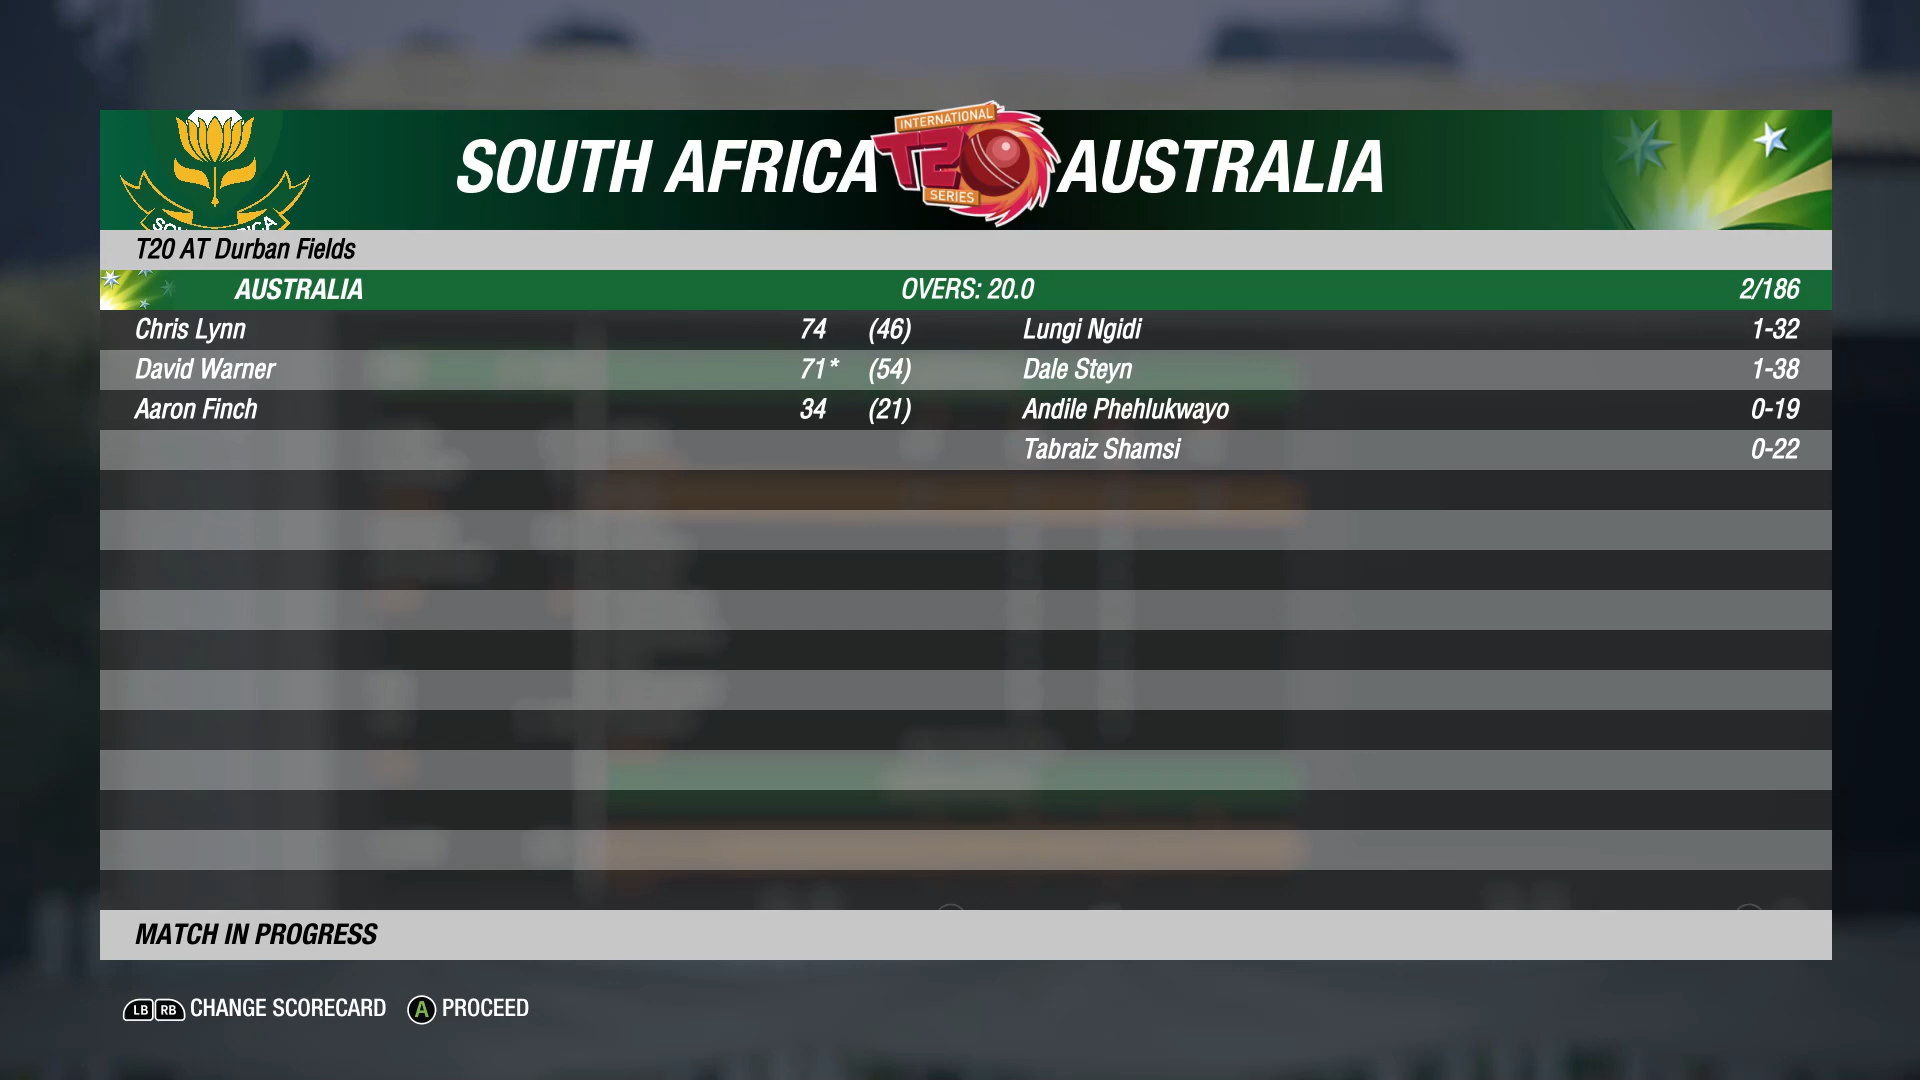 SOUTH AFRICA
INTERNATIONAL
T20
SERIES
AUSTRALIA
T20 AT Durban Fields
AUSTRALIA OVERS: 20.0 2/186
Chris Lynn 74 (46) Lungi Ngidi 1-32
David Warner 71* (54) Dale Steyn 1-38
Aaron Finch 34 (21) Andile Phehlukwayo 0-19
Tabraiz Shamsi 0-22
MATCH IN PROGRESS
LB RB CHANGE SCORECARD A PROCEED